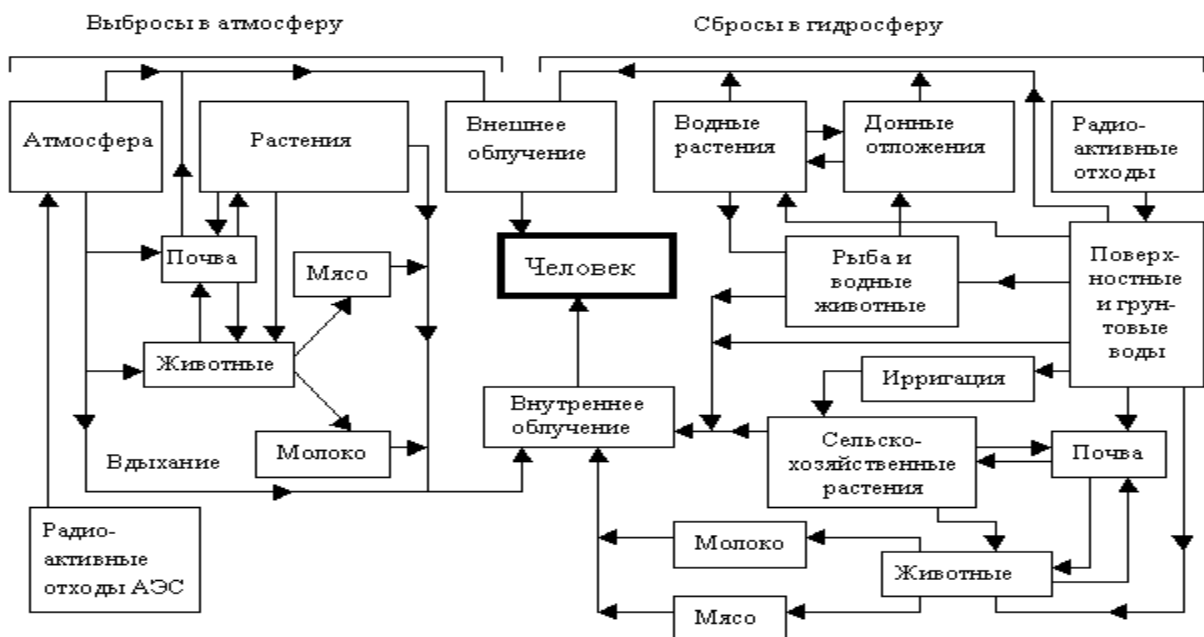 Выбросы в атмосферу
Сбросы в гидросферу
Атмосфера
Растения
Внешнее
облучение
Водные
растения
Донные
отложения
Радио-
активные
отходы
Почва
Мясо
Человек
Рыба и
водные
животные
Поверх-
ностные
и грун-
товые
воды
Животные
Ирригация
Внутреннее
облучение
Молоко
Вдыхание
Сельско-
хозяйственные
растения
Почва
Радио-
активные
отходы АЭС
Молоко
Животные
Мясо